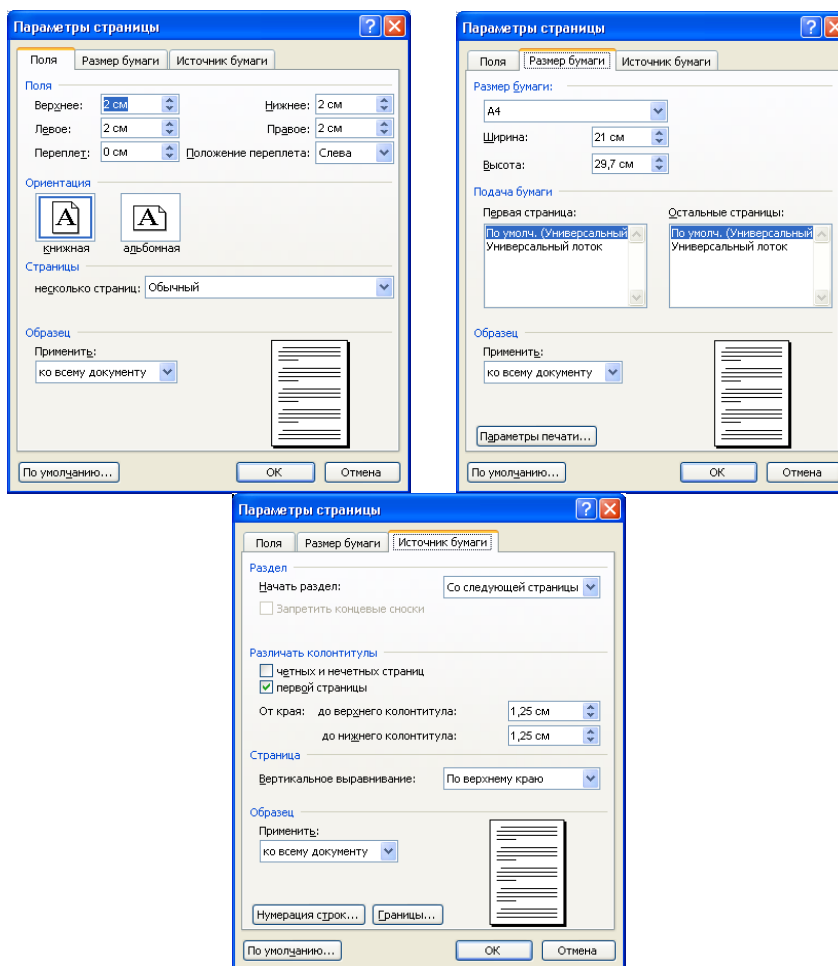 Параметры страницы
Поля Размер бумаги Источник бумаги
Поля
Верхнее: 2 см Нижнее: 2 см
Левое: 2 см Правое: 2 см
Переплет: 0 см Положение переплета: Слева
Ориентация
A A
книжная альбомная
Страницы
несколько страниц: Обычный
Образец
Применить:
ко всему документу
По умолчанию... ОК Отмена
Параметры страницы
Поля Размер бумаги Источник бумаги
Размер бумаги:
A4
Ширина: 21 см
Высота: 29,7 см
Подача бумаги
Первая страница: Остальные страницы:
По умолч. (Универсальный По умолч. (Универсальный
Универсальный лоток Универсальный лоток
Образец
Применить:
ко всему документу
Параметры печати...
По умолчанию... ОК Отмена
Параметры страницы
Поля Размер бумаги Источник бумаги
Раздел
Начать раздел: Со следующей страницы
Запретить концевые сноски
Различать колонтитулы
четных и нечетных страниц
первой страницы
От края: до верхнего колонтитула: 1,25 см
до нижнего колонтитула: 1,25 см
Страница
Вертикальное выравнивание: По верхнему краю
Образец
Применить:
ко всему документу
Нумерация строк... Границы...
По умолчанию... ОК Отмена